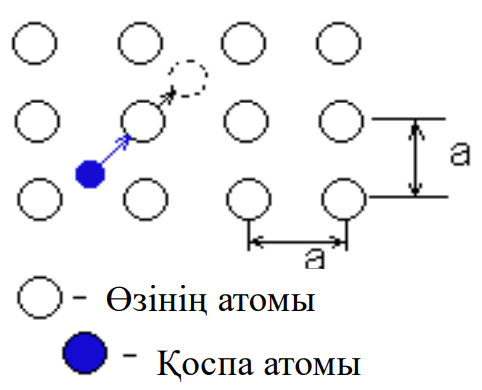 a
a
- Өзінің атомы
- Қоспа атомы